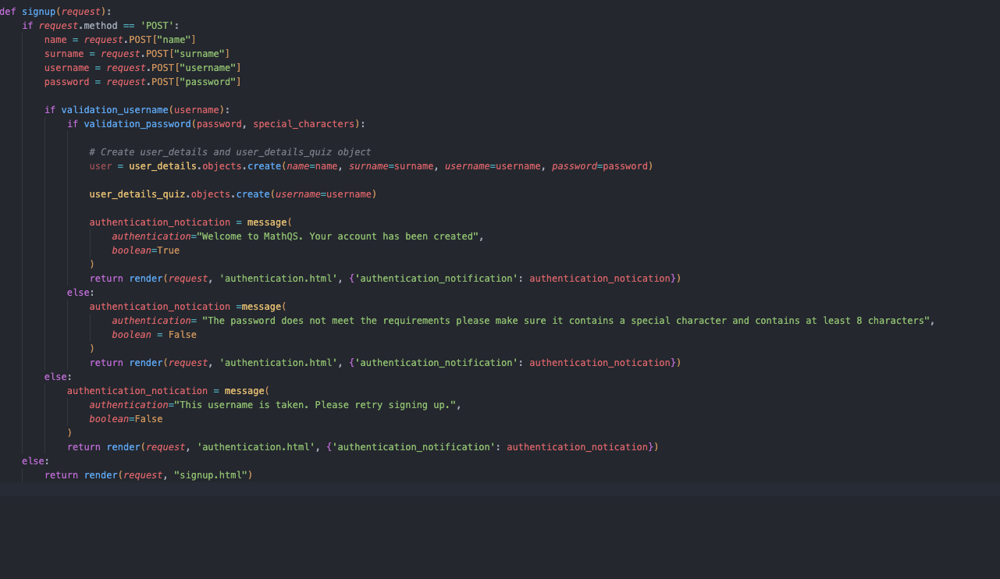 def signup(request):
    if request.method == 'POST':
        name = request.POST["name"]
        surname = request.POST["surname"]
        username = request.POST["username"]
        password = request.POST["password"]

        if validation_username(username):
            if validation_password(password, special_characters):

                # Create user_details and user_details_quiz object
                user = user_details.objects.create(name=name, surname=surname, username=username, password=password)

                user_details_quiz.objects.create(username=username)

                authentication_notication = message(
                    authentication="Welcome to MathQS. Your account has been created",
                    boolean=True
                )
                return render(request, 'authentication.html', {'authentication_notification': authentication_notication})
            else:
                authentication_notication =message(
                    authentication= "The password does not meet the requirements please make sure it contains a special character and contains at least 8 characters",
                    boolean = False
                )
                return render(request, 'authentication.html', {'authentication_notification': authentication_notication})
        else:
            authentication_notication = message(
                authentication="This username is taken. Please retry signing up.",
                boolean=False
            )
            return render(request, 'authentication.html', {'authentication_notification': authentication_notication})
    else:
        return render(request, "signup.html")